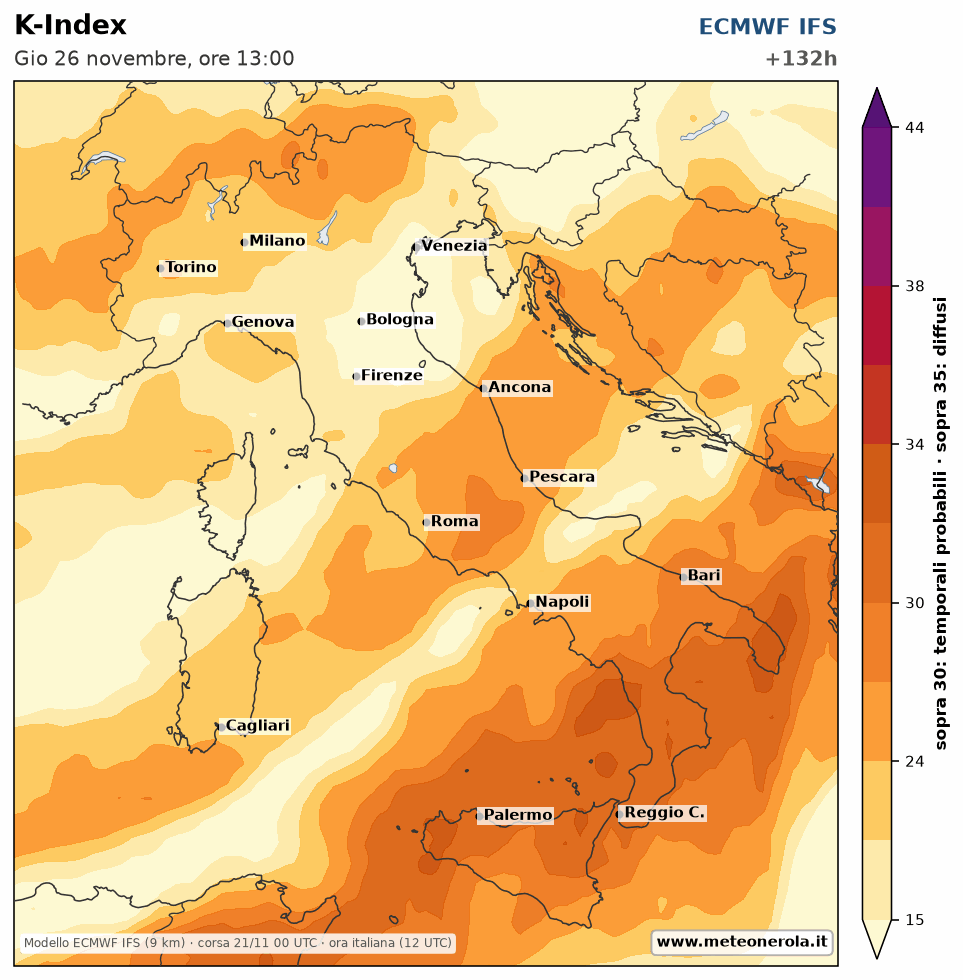 K-Index
ECMWF IFS
Gio 26 novembre, ore 13:00
+132h
Milano
Venezia
Torino
Genova
Bologna
Firenze
Ancona
Pescara
Roma
Bari
Napoli
Cagliari
Palermo
Reggio C.
44
38
34
30
24
15
sopra 30: temporali probabili · sopra 35: diffusi
Modello ECMWF IFS (9 km) · corsa 21/11 00 UTC · ora italiana (12 UTC)
www.meteonerola.it